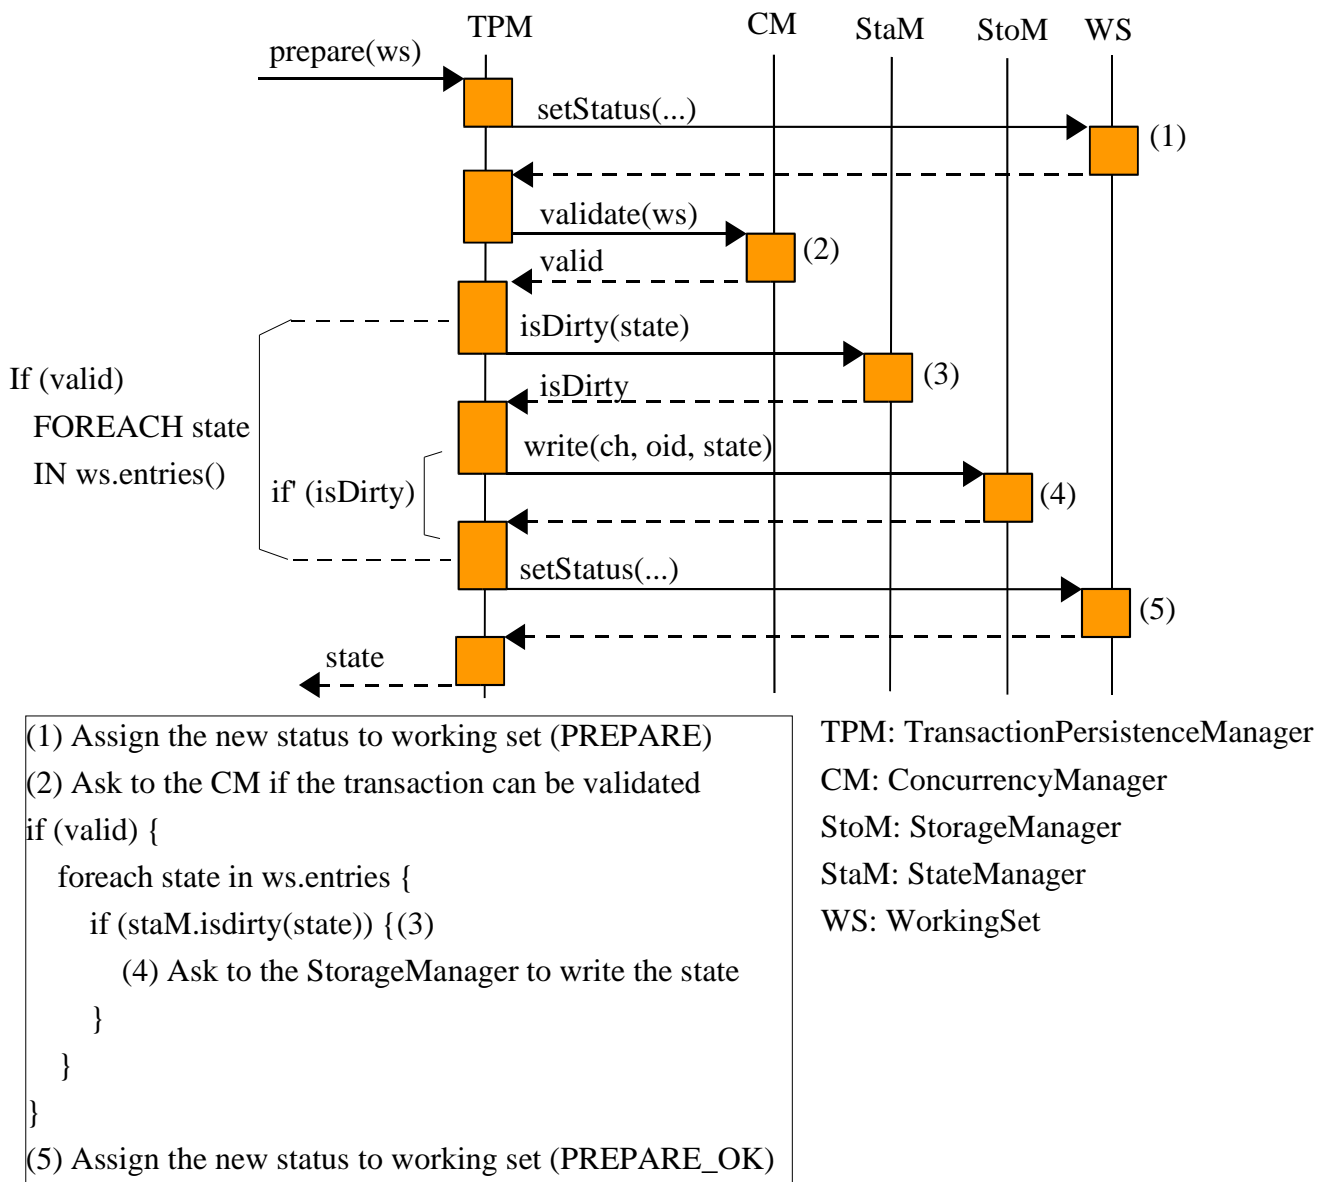 TPM CM StaM StoM WS
prepare(ws)
setStatus(...)
(1)
validate(ws)
(2)
valid
isDirty(state)
If (valid)
(3)
isDirty
FOREACH state
write(ch, oid, state)
IN ws.entries()
if' (isDirty)
(4)
setStatus(...)
(5)
state
(1) Assign the new status to working set (PREPARE)
(2) Ask to the CM if the transaction can be validated
if (valid) {
foreach state in ws.entries {
if (staM.isdirty(state)) {(3)
(4) Ask to the StorageManager to write the state
}
}
}
(5) Assign the new status to working set (PREPARE_OK)
TPM: TransactionPersistenceManager
CM: ConcurrencyManager
StoM: StorageManager
StaM: StateManager
WS: WorkingSet